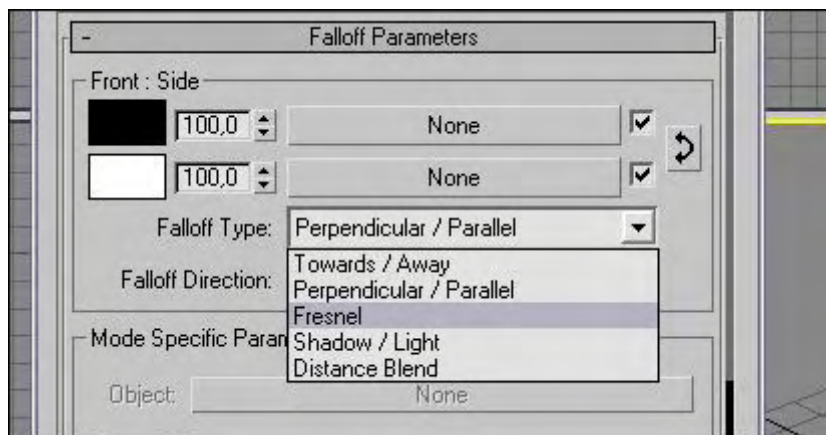 - Falloff Parameters
Front : Side
100,0 None
100,0 None
Falloff Type: Perpendicular / Parallel
Towards / Away
Falloff Direction:
Perpendicular / Parallel
Fresnel
Mode Specific Param
Shadow / Light
Distance Blend
Object: None